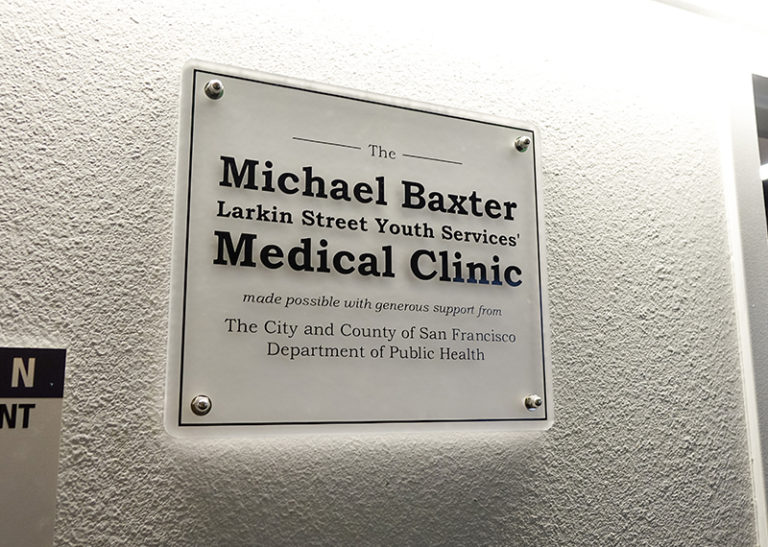 The
Michael Baxter
Larkin Street Youth Services'
Medical Clinic
made possible with generous support from
The City and County of San Francisco
Department of Public Health
N
NT